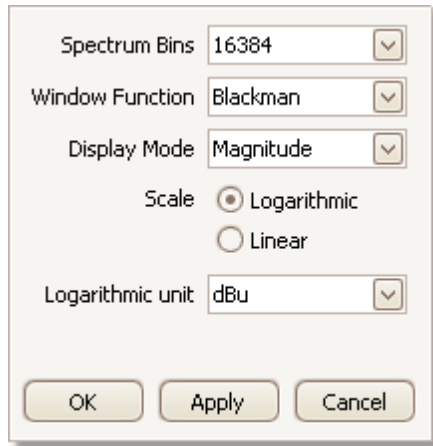 Spectrum Bins 16384
Window Function Blackman
Display Mode Magnitude
Scale Logarithmic
Linear
Logarithmic unit dBu
OK Apply Cancel